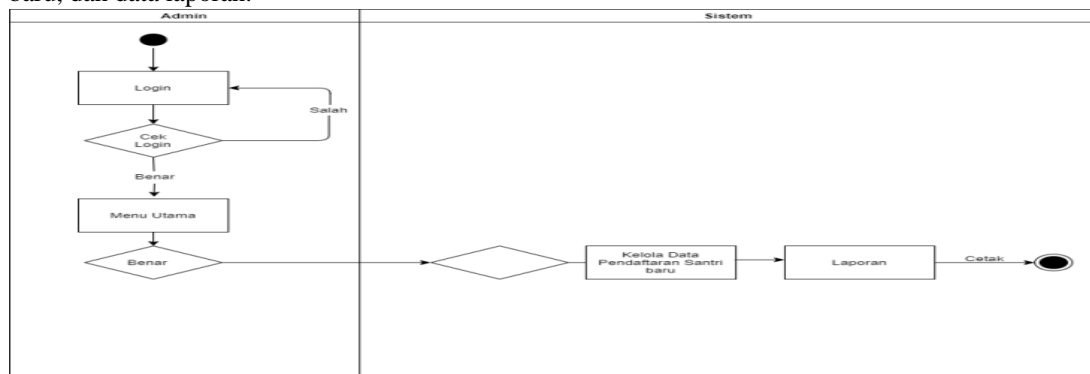 baru, dan data laporan.
Admin
Sistem
Login
Salah
Cek
Login
Benar
Menu Utama
Benar
Kelola Data
Pendaftaran Santri
baru
Laporan
Cetak